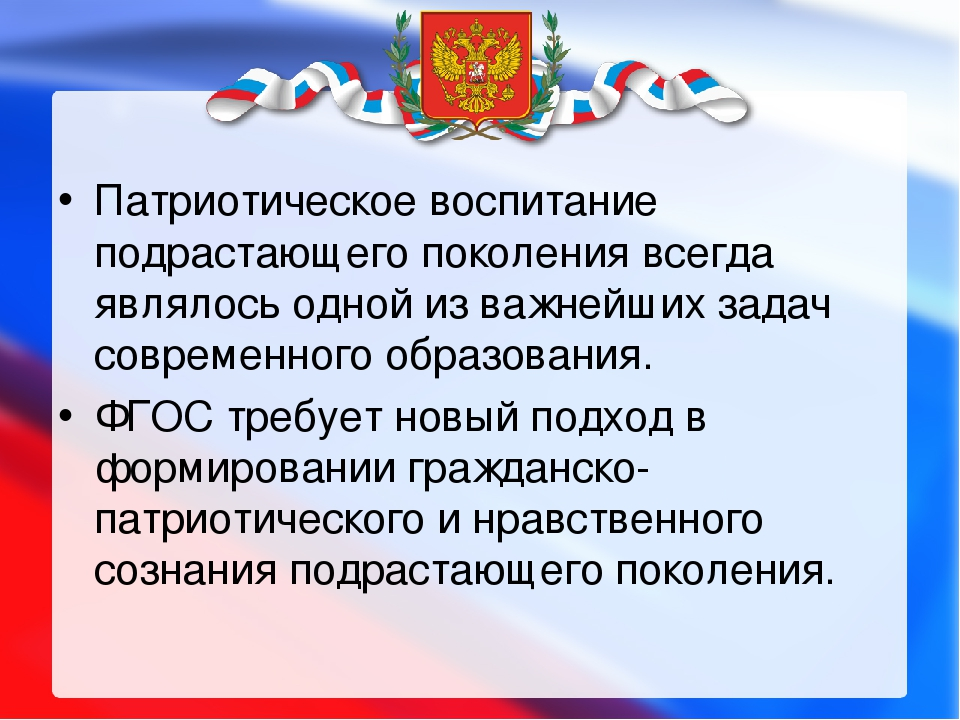 • Патриотическое воспитание
подрастающего поколения всегда
являлось одной из важнейших задач
современного образования.
• ФГОС требует новый подход в
формировании гражданско-
патриотического и нравственного
сознания подрастающего поколения.